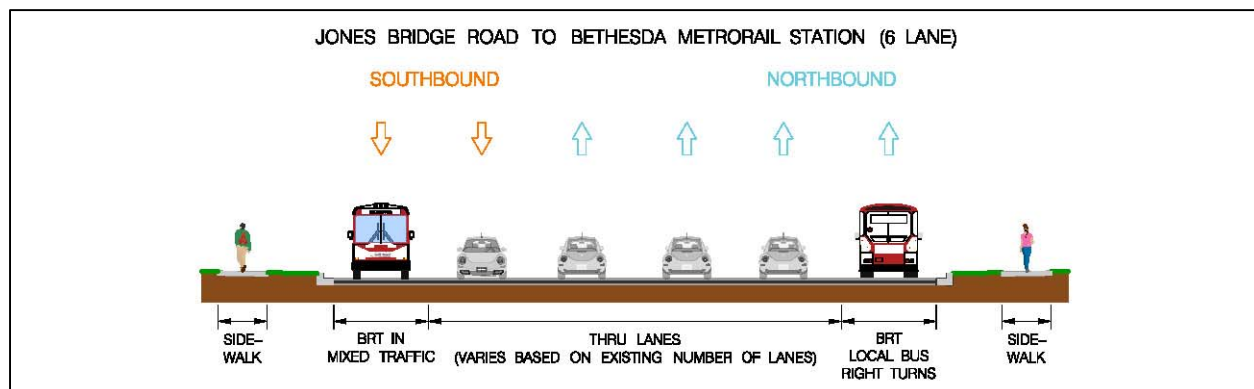 JONES BRIDGE ROAD TO BETHESDA METRORAIL STATION (6 LANE)
SOUTHBOUND
NORTHBOUND
SIDE-
WALK
BRT IN
MIXED TRAFFIC
THRU LANES
(VARIES BASED ON EXISTING NUMBER OF LANES)
BRT
LOCAL BUS
RIGHT TURNS
SIDE-
WALK